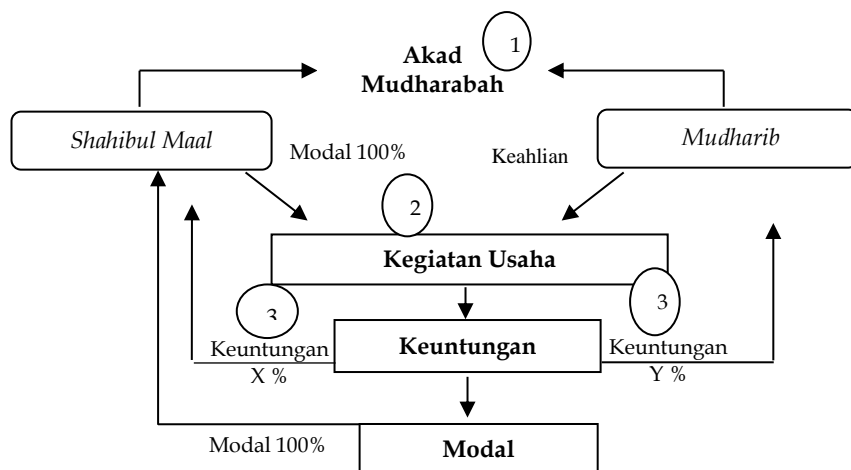 1
Akad
Mudharabah
Shahibul Maal
Mudharib
Modal 100%
Keahlian
2
Kegiatan Usaha
3
3
Keuntungan
X %
Keuntungan
Keuntungan
Y %
Modal 100%
Modal